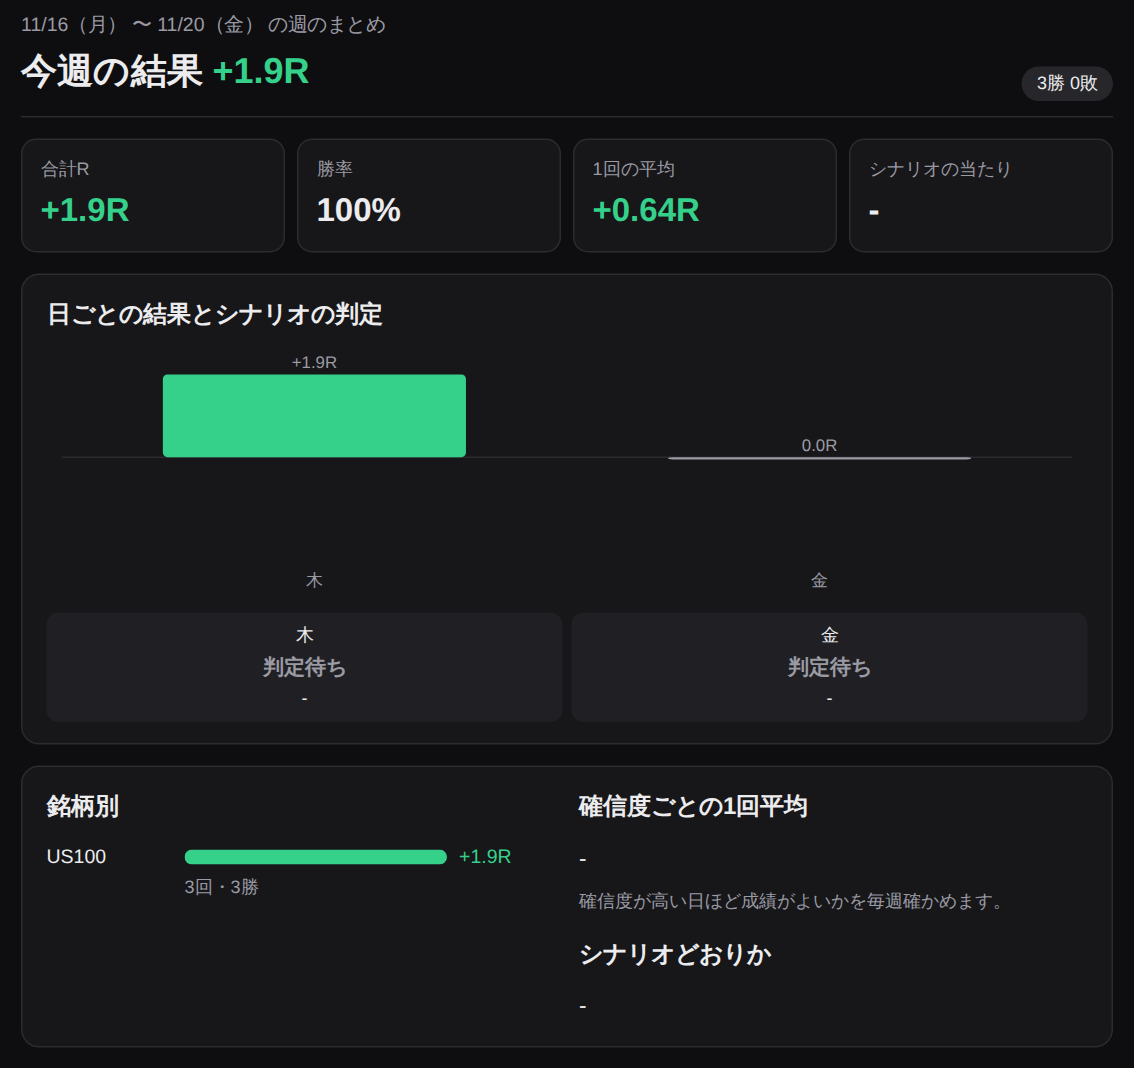 11/16（月） 〜 11/20（金） の週のまとめ
今週の結果 +1.9R
3勝 0敗
合計R
+1.9R
勝率
100%
1回の平均
+0.64R
シナリオの当たり
-
日ごとの結果とシナリオの判定
+1.9R
0.0R
木
金
木
判定待ち
-
金
判定待ち
-
銘柄別
US100
+1.9R
3回・3勝
確信度ごとの1回平均
-
確信度が高い日ほど成績がよいかを毎週確かめます。
シナリオどおりか
-